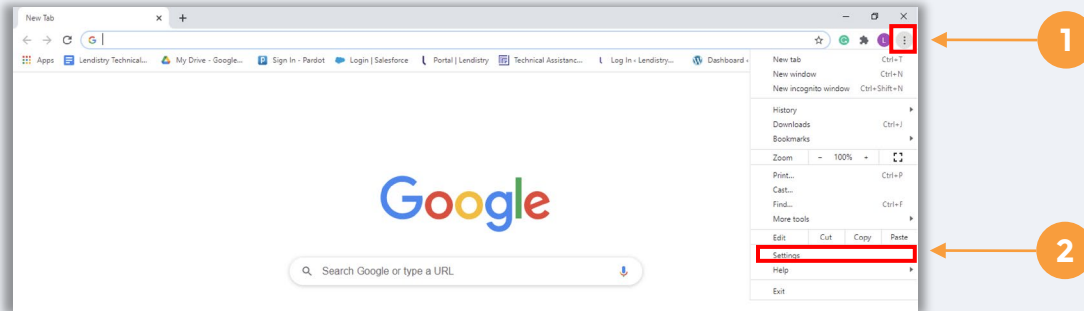 New Tab
1
Apps Lendistry Technical... My Drive - Google... Sign In - Pardot Login | Salesforce Portal | Lendistry Technical Assistanc... Log In ‹ Lendistry... Dashboard ‹
New tab Ctrl+T
New window Ctrl+N
New incognito window Ctrl+Shift+N
History
Downloads Ctrl+J
Bookmarks
Zoom - 100% +
Print... Ctrl+P
Cast...
Find... Ctrl+F
More tools
Edit Cut Copy Paste
Settings
2
Help
Exit
Google
Search Google or type a URL